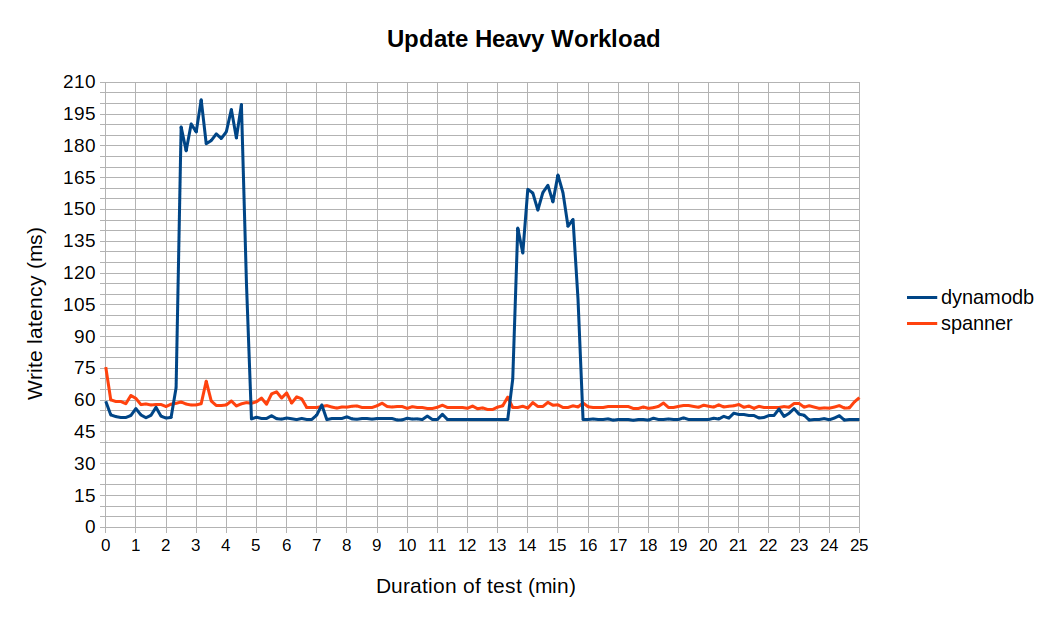 Update Heavy Workload
210
195
180
165
150
135
120
105
90
75
60
45
30
15
0
Write latency (ms)
0 1 2 3 4 5 6 7 8 9 10 11 12 13 14 15 16 17 18 19 20 21 22 23 24 25
Duration of test (min)
dynamodb
spanner